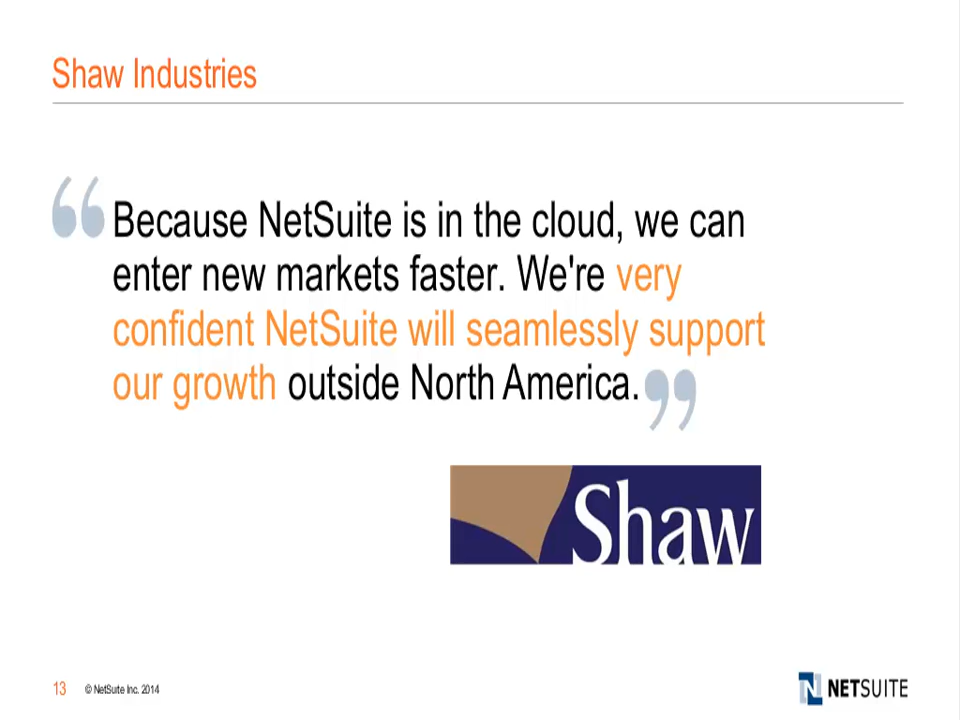 Shaw Industries
“Because NetSuite is in the cloud, we can
enter new markets faster. We're very
confident NetSuite will seamlessly support
our growth outside North America.”
Shaw
13 © NetSuite Inc. 2014
NETSUITE